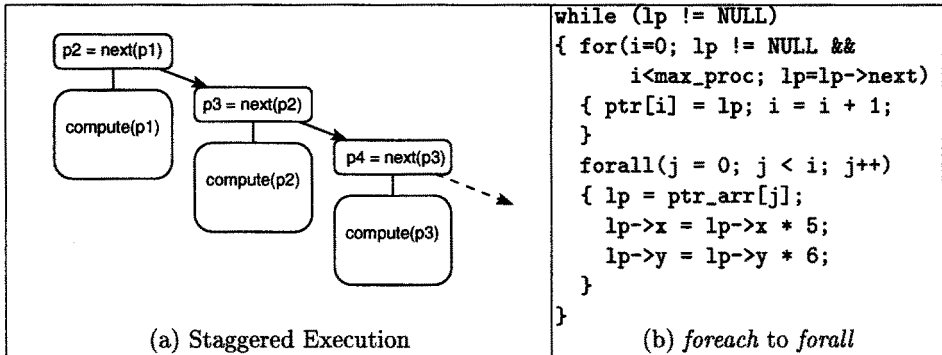 p2 = next(p1)
compute(p1)
p3 = next(p2)
compute(p2)
p4 = next(p3)
compute(p3)
(a) Staggered Execution
while (lp != NULL)
{ for(i=0; lp != NULL &&
i<max_proc; lp=lp->next)
{ ptr[i] = lp; i = i + 1;
}
forall(j = 0; j < i; j++)
{ lp = ptr_arr[j];
lp->x = lp->x * 5;
lp->y = lp->y * 6;
}
}
(b) foreach to forall